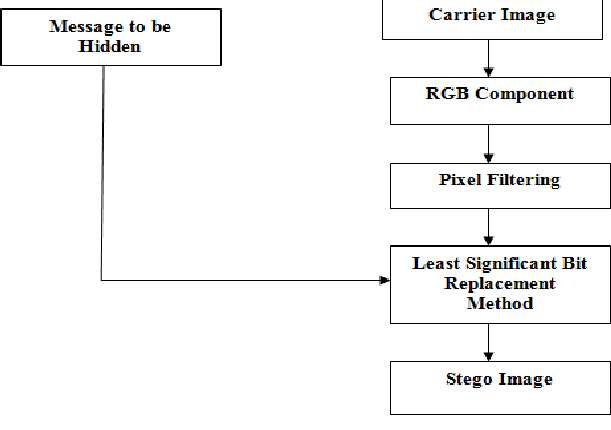 Message to be
Hidden
Carrier Image
RGB Component
Pixel Filtering
Least Significant Bit
Replacement
Method
Stego Image